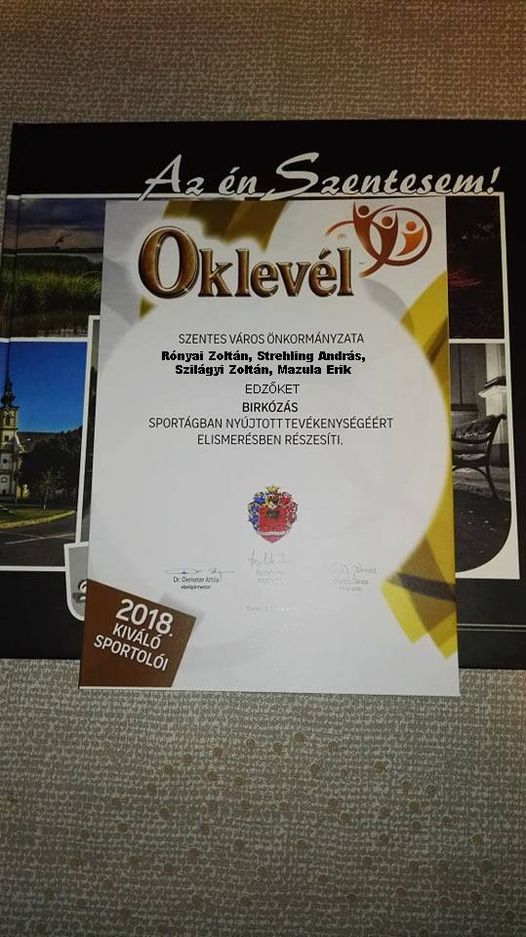 Az én Szentesem!
Oklevél
SZENTES VÁROS ÖNKORMÁNYZATA
Rónyai Zoltán, Strehling András,
Szilágyi Zoltán, Mazula Erik
EDZŐKET
BIRKÓZÁS
SPORTÁGBAN NYÚJTOTT TEVÉKENYSÉGÉÉRT
ELISMERÉSBEN RÉSZESÍTI.
Dr. Demeter Attila
alpolgármester
2018.
KIVÁLÓ
SPORTOLÓI